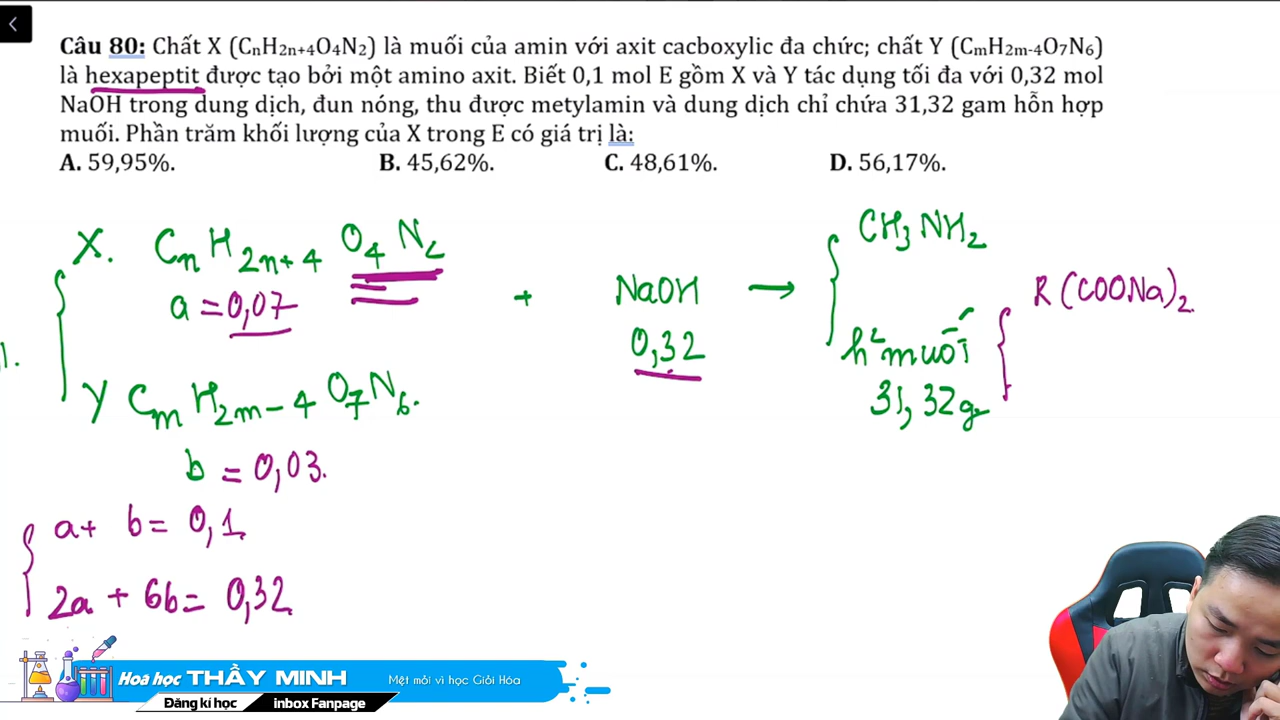 Câu 80: Chất X (CnH2n+4O4N2) là muối của amin với axit cacboxylic đa chức; chất Y (CmH2m-4O7N6)
là hexapeptit được tạo bởi một amino axit. Biết 0,1 mol E gồm X và Y tác dụng tối đa với 0,32 mol
NaOH trong dung dịch, đun nóng, thu được metylamin và dung dịch chỉ chứa 31,32 gam hỗn hợp
muối. Phần trăm khối lượng của X trong E có giá trị là:
A. 59,95%. B. 45,62%. C. 48,61%. D. 56,17%.
X. CnH2n+4 O4N2
a = 0,07
+ NaOH → CH3NH2
0,32
h² muối
31,32g
R(COONa)2
1.
Y CmH2m-4 O7N6.
b = 0,03.
a + b = 0,1
2a + 6b = 0,32
Hoá học THẦY MINH
Mệt mỏi vì học Giỏi Hóa
Đăng kí học inbox Fanpage